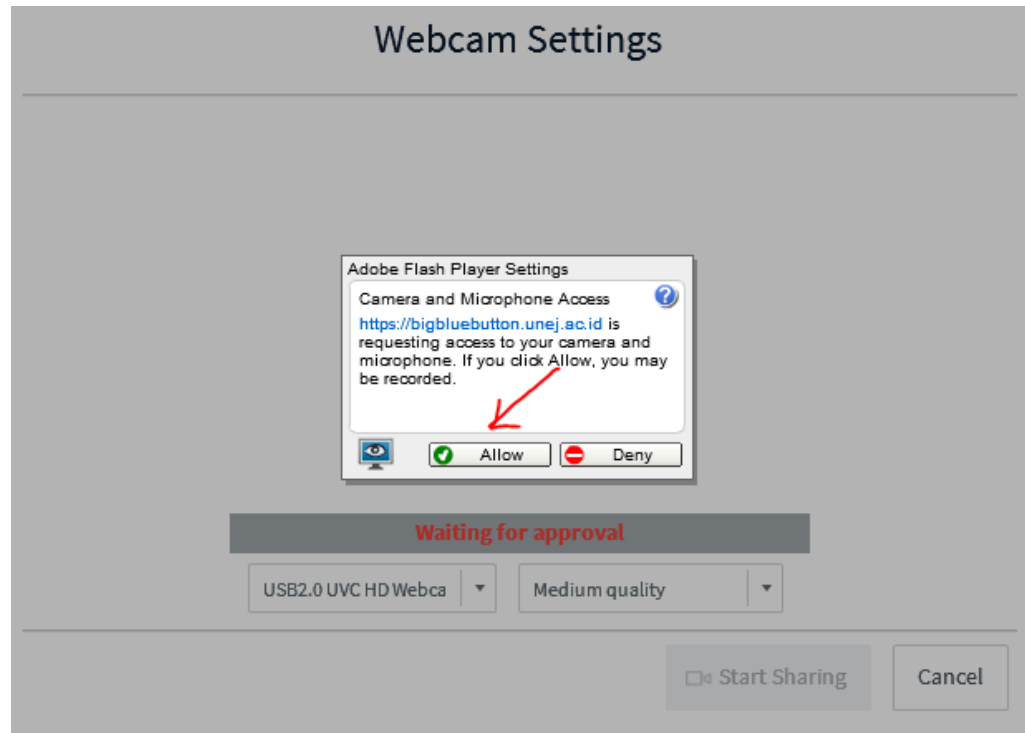 Webcam Settings
Adobe Flash Player Settings
Camera and Microphone Access
https://bigbluebutton.unej.ac.id is
requesting access to your camera and
microphone. If you click Allow, you may
be recorded.
Allow
Deny
Waiting for approval
USB2.0 UVC HD Webca
Medium quality
Start Sharing
Cancel